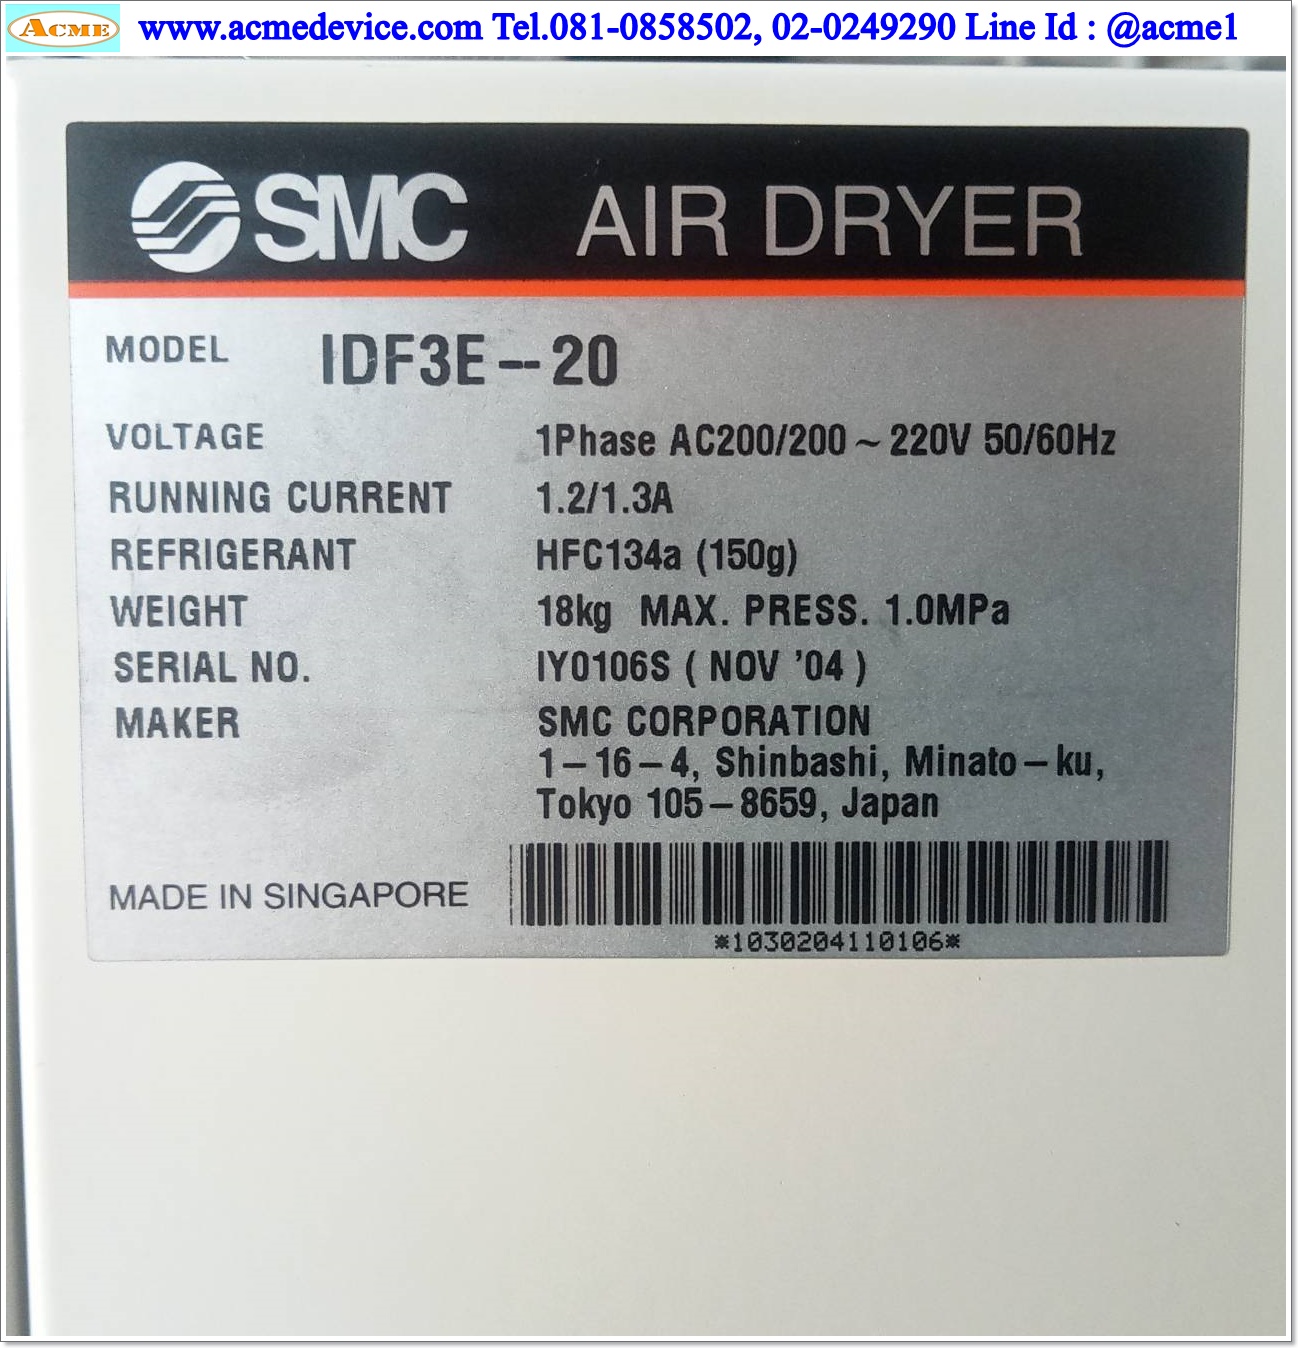 ACME www.acmedevice.com Tel.081-0858502, 02-0249290 Line Id : @acme1
SMC AIR DRYER
MODEL IDF3E-20
VOLTAGE 1Phase AC200/200~220V 50/60Hz
RUNNING CURRENT 1.2/1.3A
REFRIGERANT HFC134a (150g)
WEIGHT 18kg MAX. PRESS. 1.0MPa
SERIAL NO. IY0106S ( NOV '04 )
MAKER SMC CORPORATION
1-16-4, Shinbashi, Minato-ku,
Tokyo 105-8659, Japan
MADE IN SINGAPORE
*1030204110106*